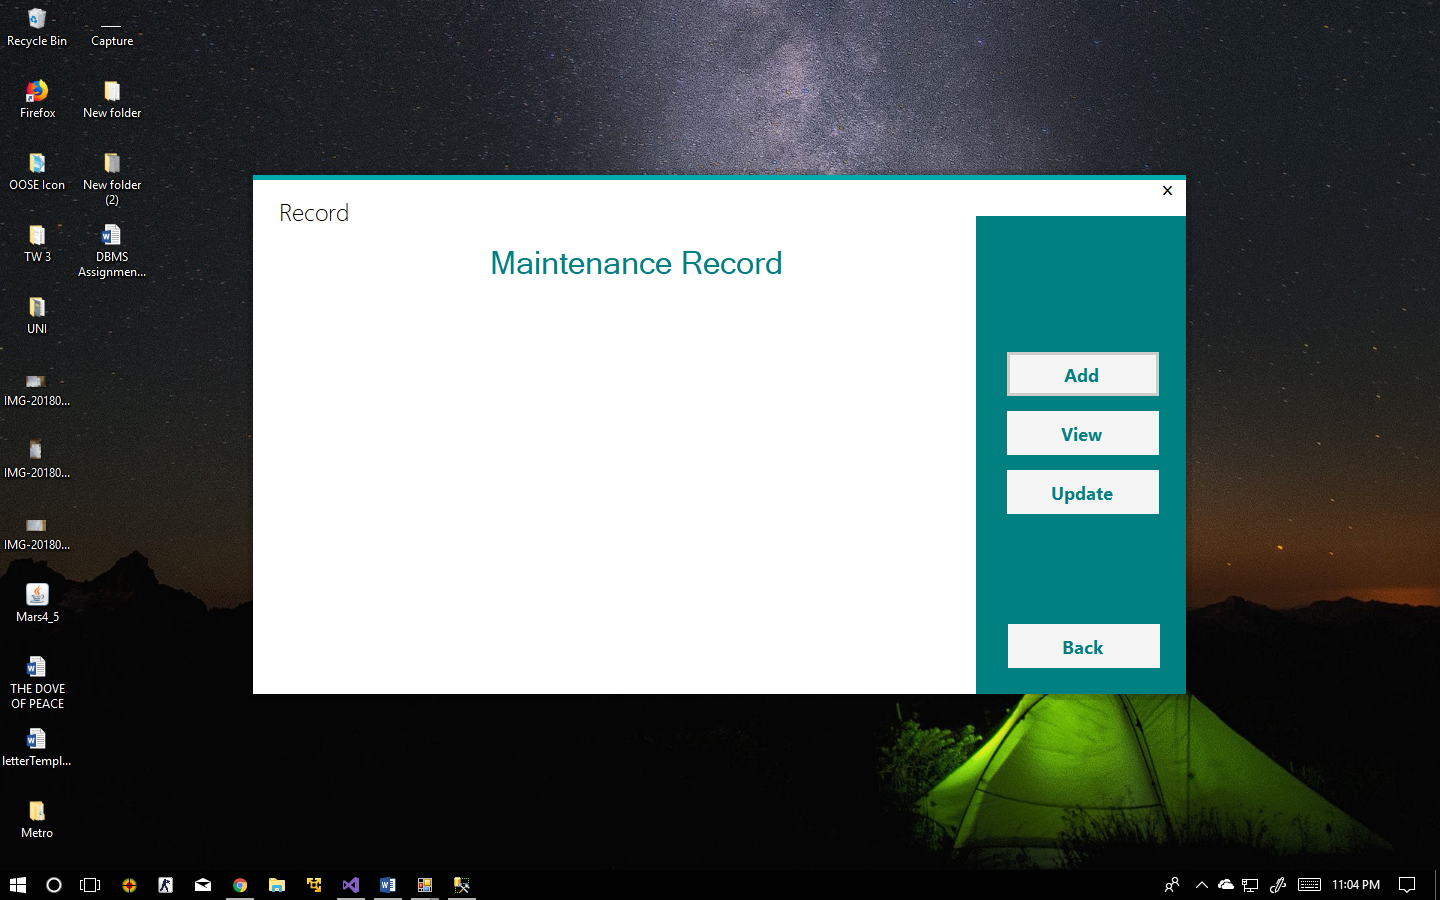 Recycle Bin
Capture
Firefox
New folder
OOSE Icon
New folder
(2)
TW 3
DBMS
Assignmen...
UNI
IMG-20180...
IMG-20180...
IMG-20180...
Mars4_5
THE DOVE
OF PEACE
letterTempl...
Metro
Record
Maintenance Record
Add
View
Update
Back
11:04 PM